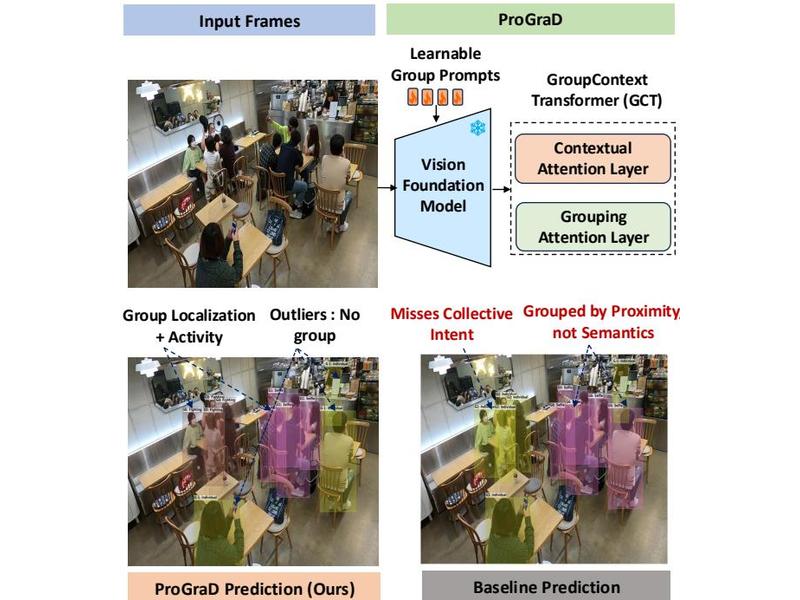 Input Frames
ProGraD
Learnable
Group Prompts
GroupContext
Transformer (GCT)
Vision
Foundation
Model
Contextual
Attention Layer
Grouping
Attention Layer
Group Localization
+ Activity
Outliers : No
group
Misses Collective
Intent
Grouped by Proximity,
not Semantics
ProGraD Prediction (Ours)
Baseline Prediction